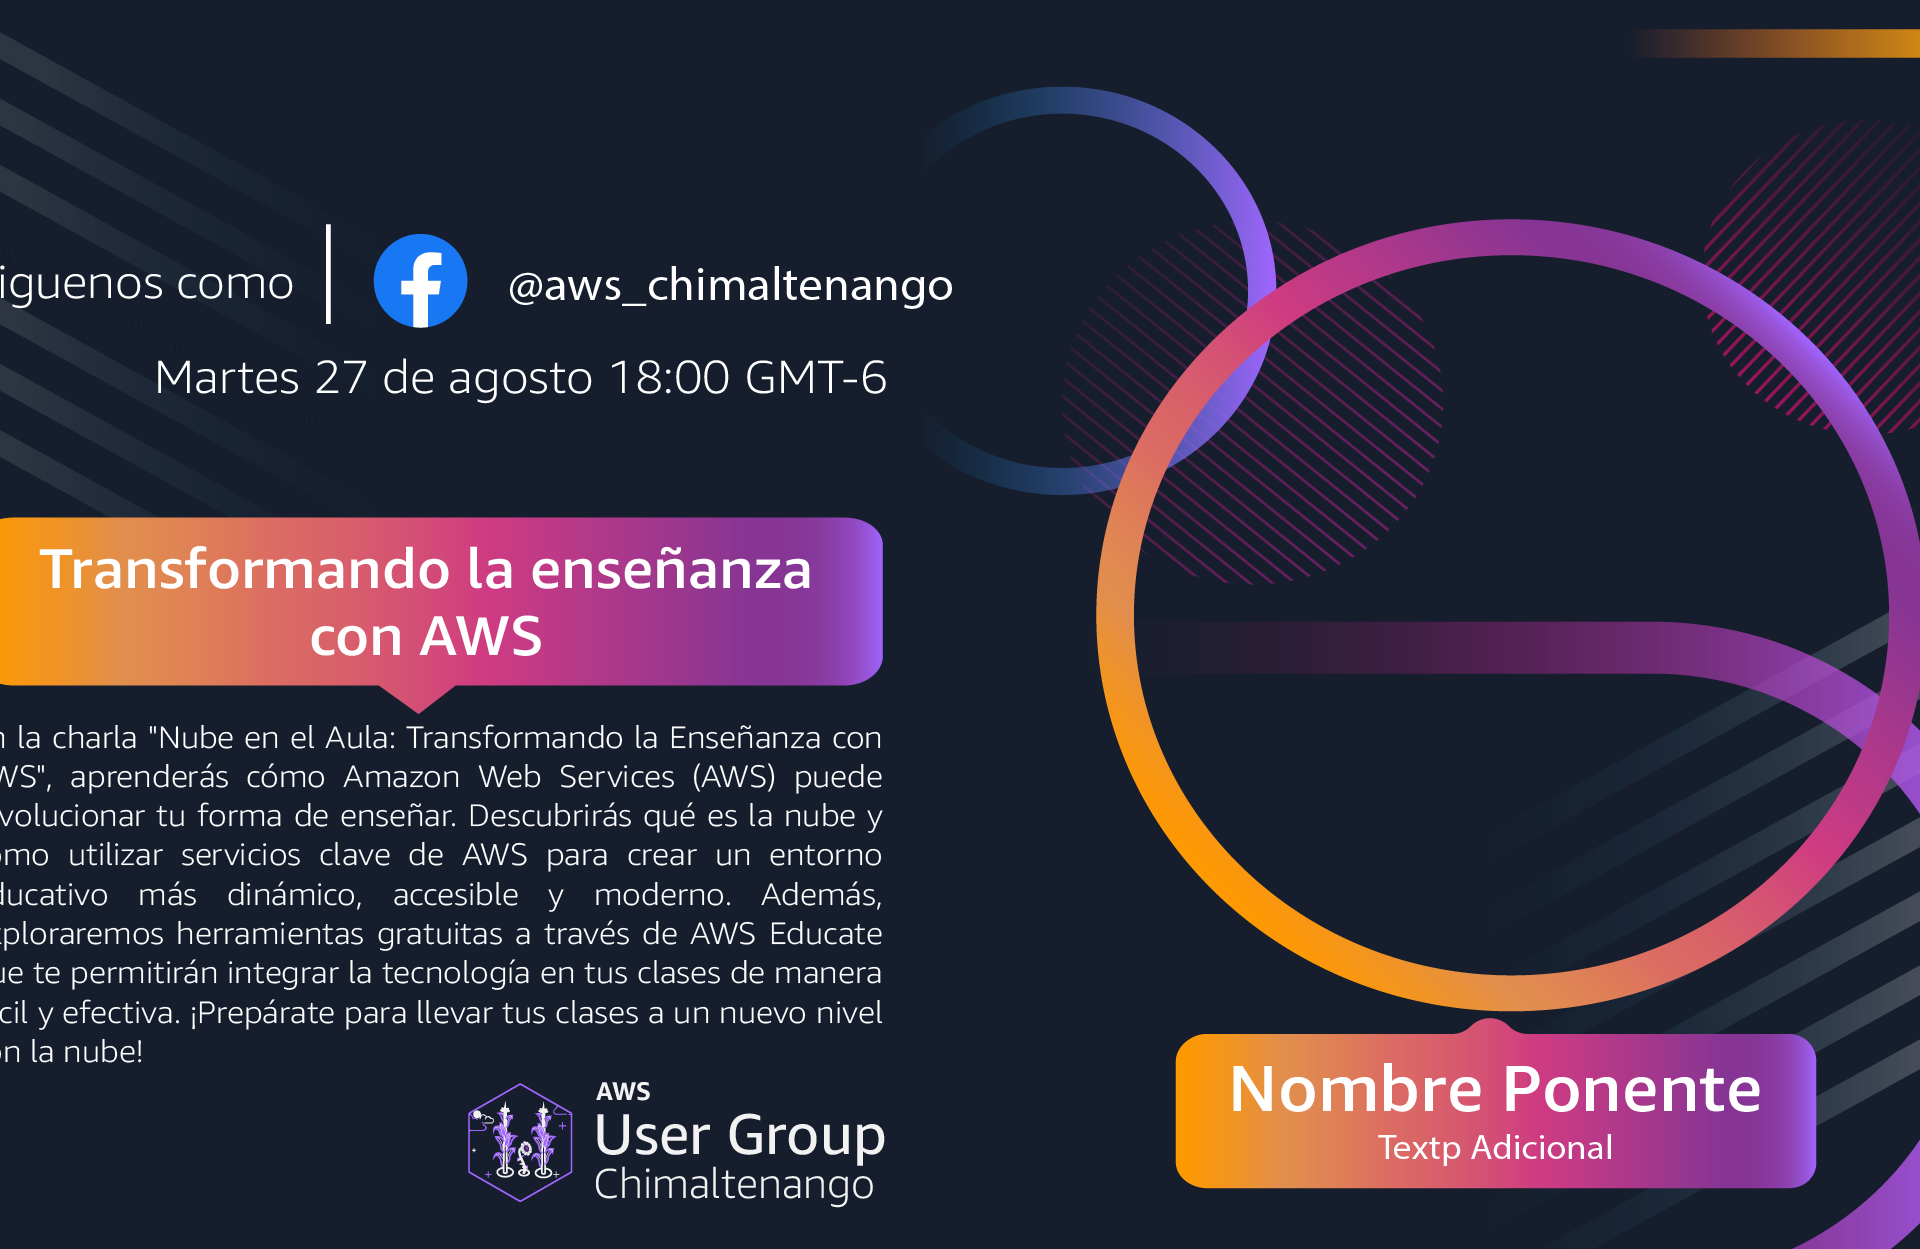 iguenos como
@aws_chimaltenango
Martes 27 de agosto 18:00 GMT-6
Transformando la enseñanza
con AWS
n la charla "Nube en el Aula: Transformando la Enseñanza con
WS", aprenderás cómo Amazon Web Services (AWS) puede
volucionar tu forma de enseñar. Descubrirás qué es la nube y
ómo utilizar servicios clave de AWS para crear un entorno
ducativo más dinámico, accesible y moderno. Además,
xploraremos herramientas gratuitas a través de AWS Educate
ue te permitirán integrar la tecnología en tus clases de manera
cil y efectiva. ¡Prepárate para llevar tus clases a un nuevo nivel
on la nube!
AWS
User Group
Chimaltenango
Nombre Ponente
Textp Adicional